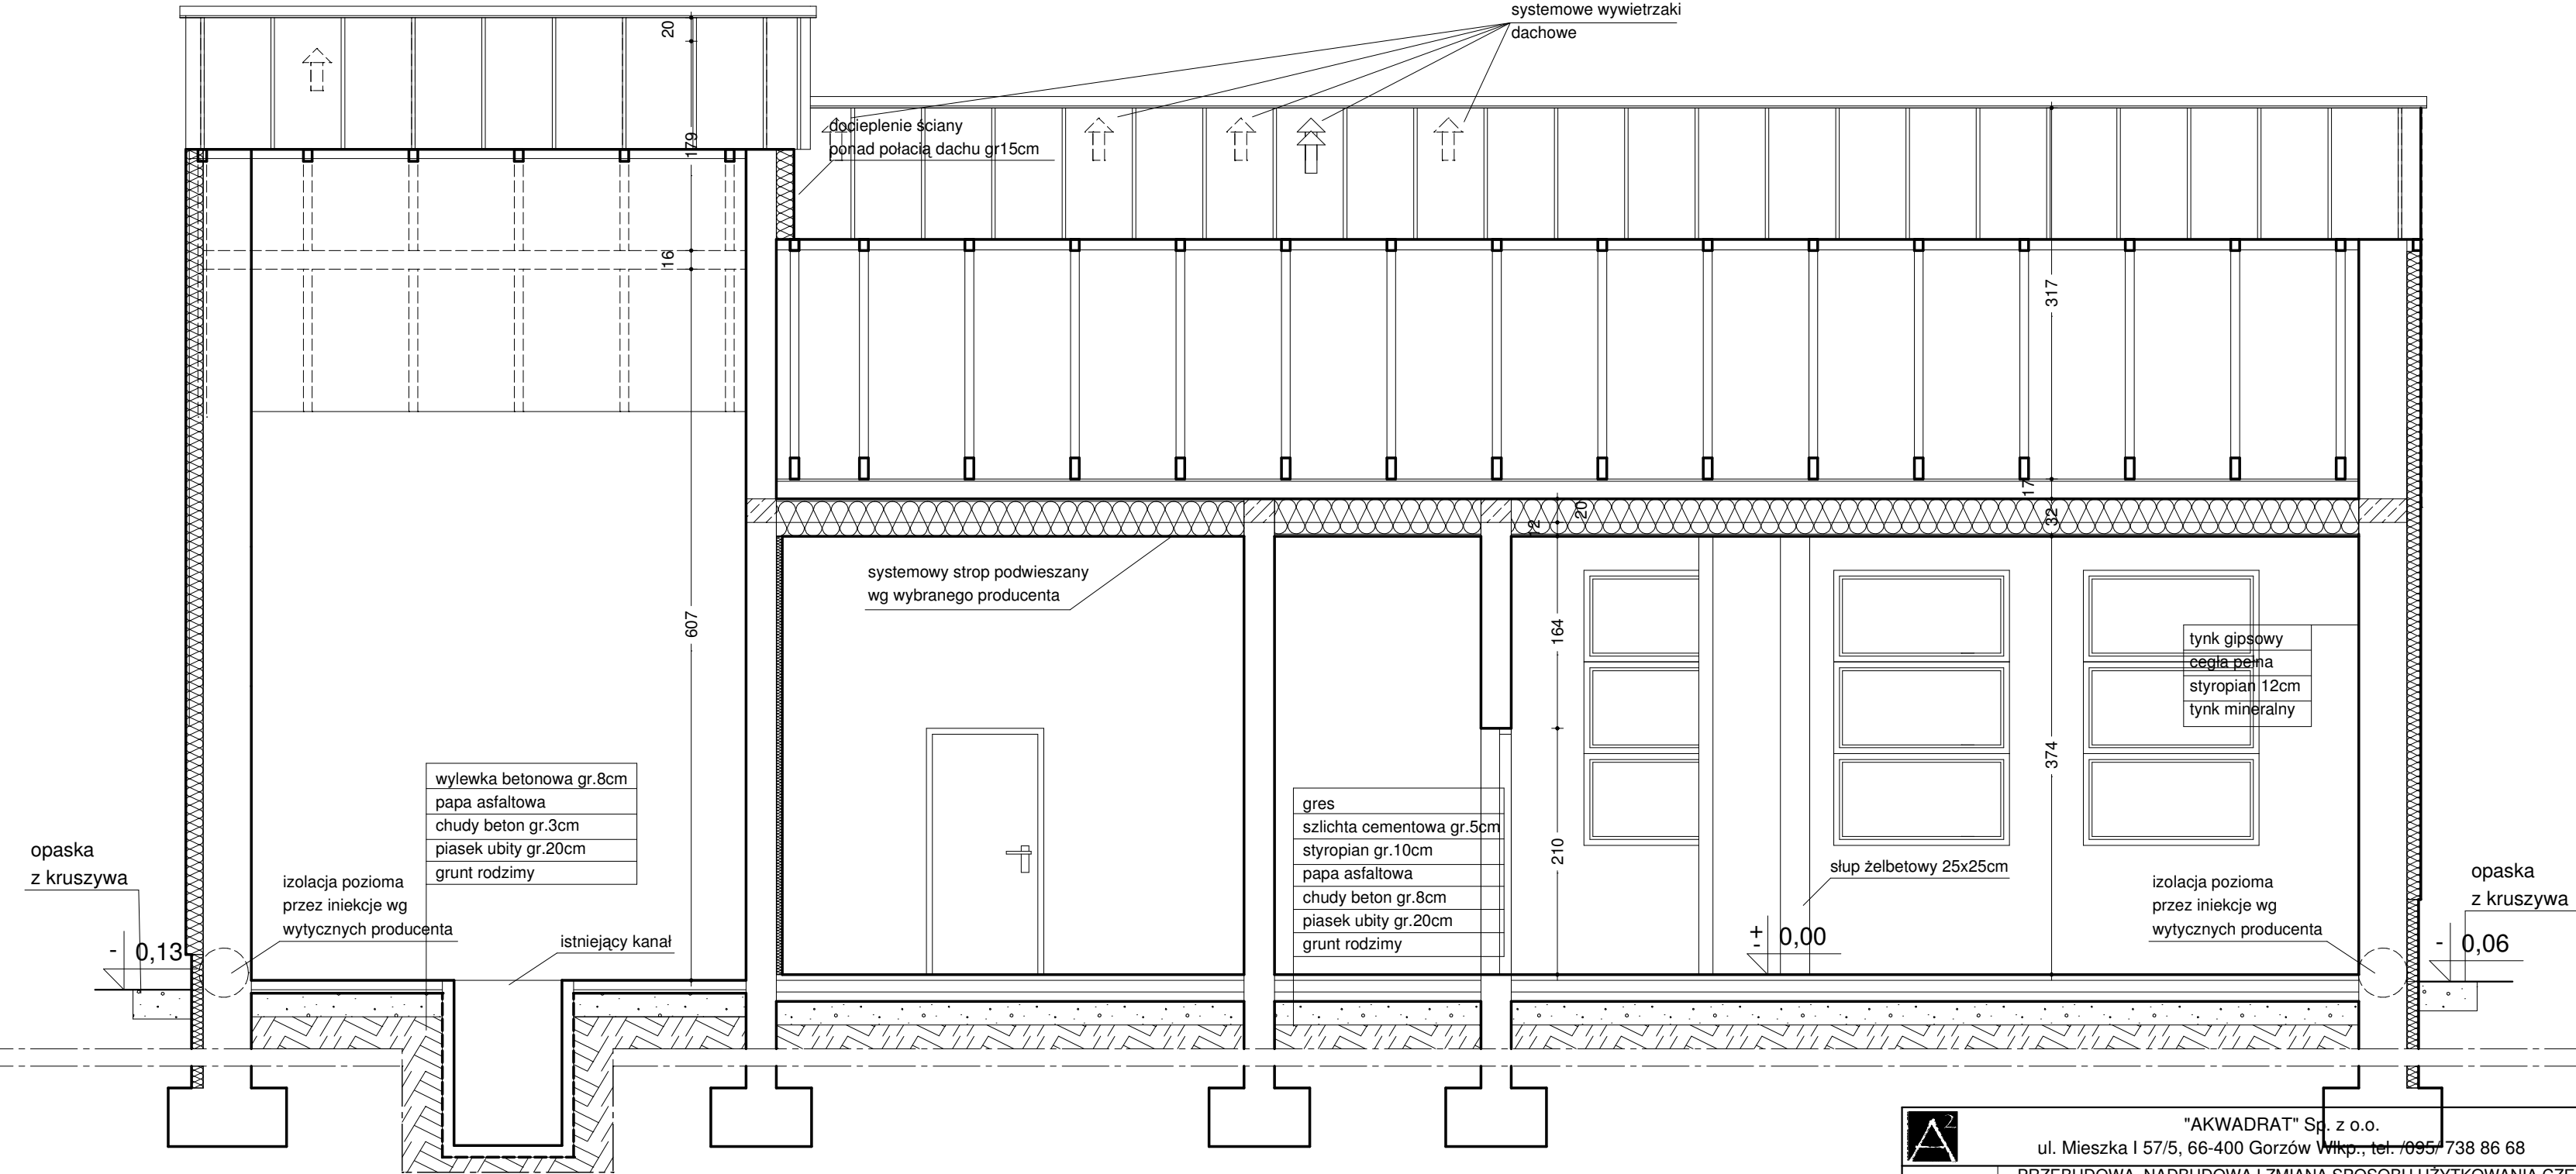 systemowe wywietrzaki
dachowe
20
docieplenie ściany
ponad połacią dachu gr15cm
179
16
317
17
20
12
32
systemowy strop podwieszany
wg wybranego producenta
607
164
tynk gipsowy
cegła pełna
styropian 12cm
tynk mineralny
374
wylewka betonowa gr.8cm
papa asfaltowa
chudy beton gr.3cm
piasek ubity gr.20cm
grunt rodzimy
gres
szlichta cementowa gr.5cm
styropian gr.10cm
papa asfaltowa
chudy beton gr.8cm
piasek ubity gr.20cm
grunt rodzimy
210
słup żelbetowy 25x25cm
opaska
z kruszywa
izolacja pozioma
przez iniekcje wg
wytycznych producenta
istniejący kanał
- 0,13
+
- 0,00
izolacja pozioma
przez iniekcje wg
wytycznych producenta
opaska
z kruszywa
- 0,06
A2
"AKWADRAT" Sp. z o.o.
ul. Mieszka I 57/5, 66-400 Gorzów Wlkp., tel. /095/ 738 86 68
PRZEBUDOWA, NADBUDOWA I ZMIANA SPOSOBU UŻYTKOWANIA